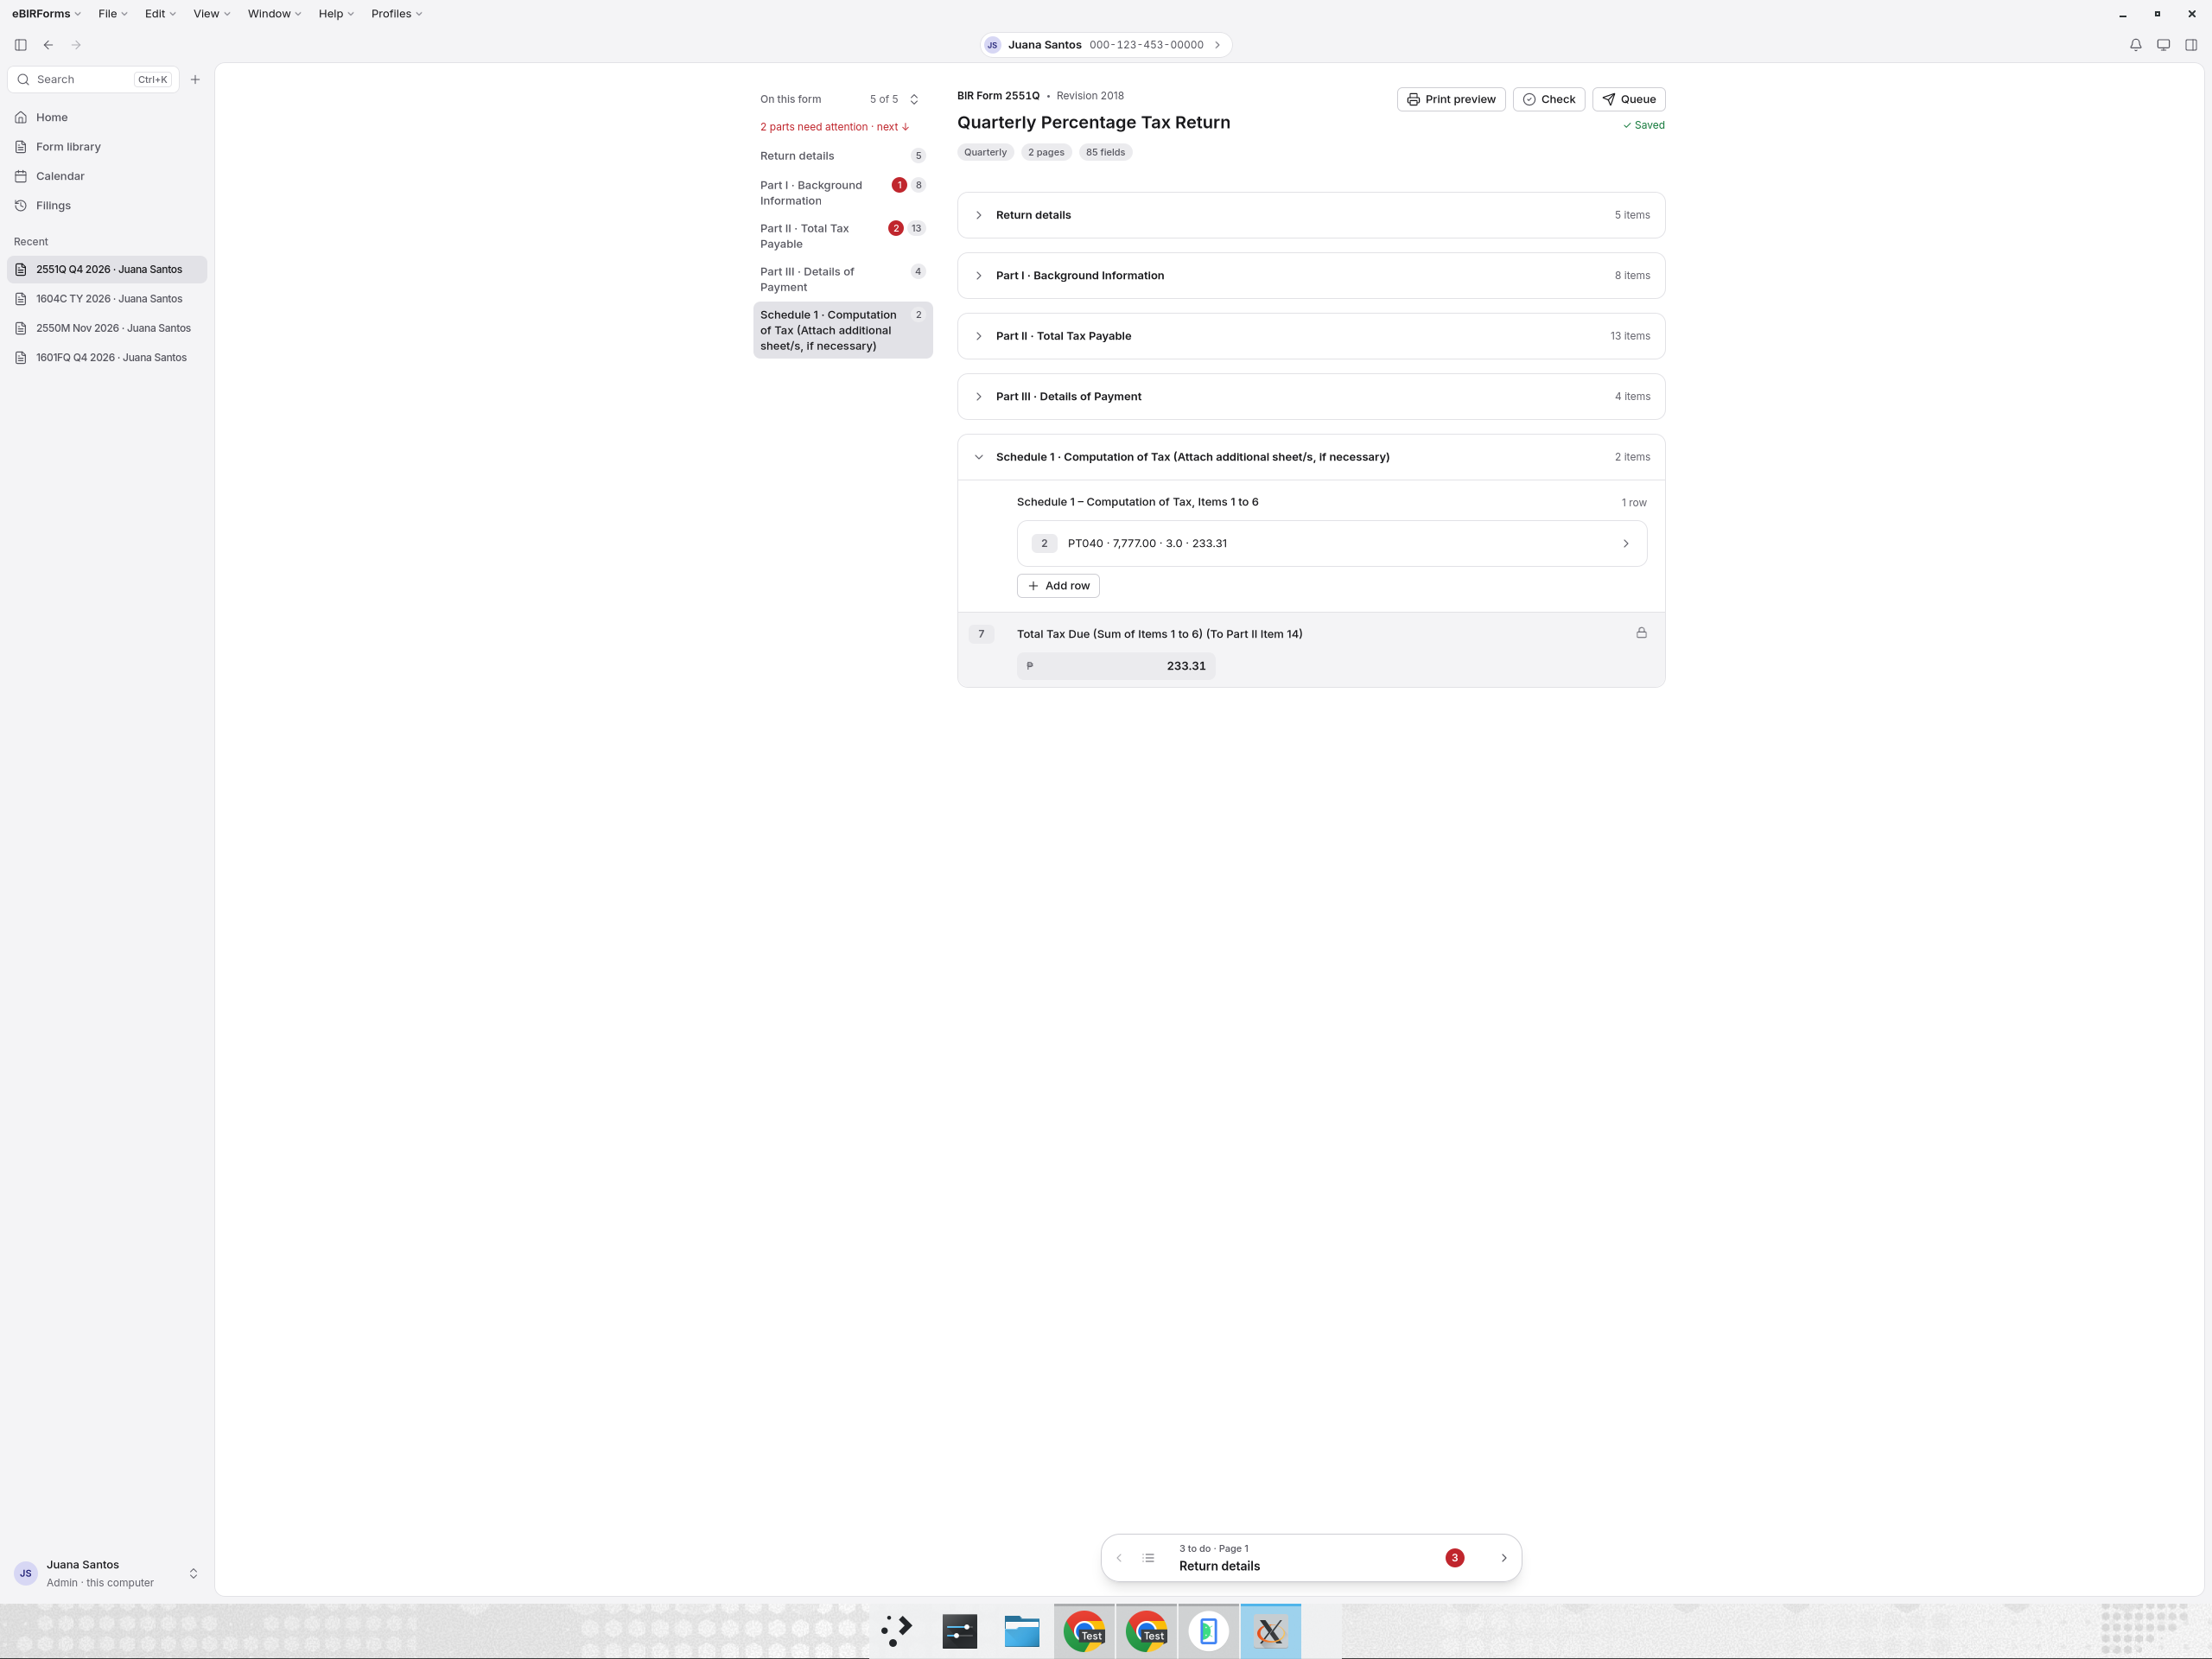 eBIRForms File Edit View Window Help Profiles
JS Juana Santos 000-123-453-00000
Search Ctrl+K
Home
Form library
Calendar
Filings
Recent
2551Q Q4 2026 · Juana Santos
1604C TY 2026 · Juana Santos
2550M Nov 2026 · Juana Santos
1601FQ Q4 2026 · Juana Santos
On this form 5 of 5
2 parts need attention · next ↓
Return details 5
Part I · Background Information 1 8
Part II · Total Tax Payable 2 13
Part III · Details of Payment 4
Schedule 1 · Computation of Tax (Attach additional sheet/s, if necessary) 2
BIR Form 2551Q • Revision 2018
Quarterly Percentage Tax Return
Quarterly 2 pages 85 fields
Print preview Check Queue
✓ Saved
Return details 5 items
Part I · Background Information 8 items
Part II · Total Tax Payable 13 items
Part III · Details of Payment 4 items
Schedule 1 · Computation of Tax (Attach additional sheet/s, if necessary) 2 items
Schedule 1 – Computation of Tax, Items 1 to 6 1 row
2 PT040 · 7,777.00 · 3.0 · 233.31
Add row
7 Total Tax Due (Sum of Items 1 to 6) (To Part II Item 14)
₱ 233.31
3 to do · Page 1
Return details 3
JS Juana Santos
Admin · this computer
Test Test